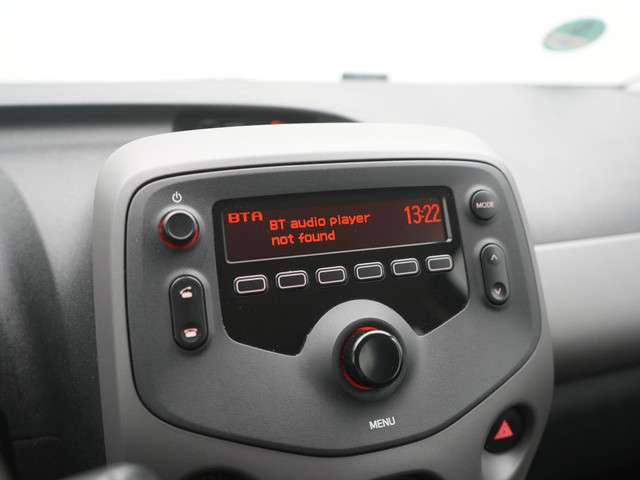 BTA
BT audio player
not found
13:22
MODE
MENU